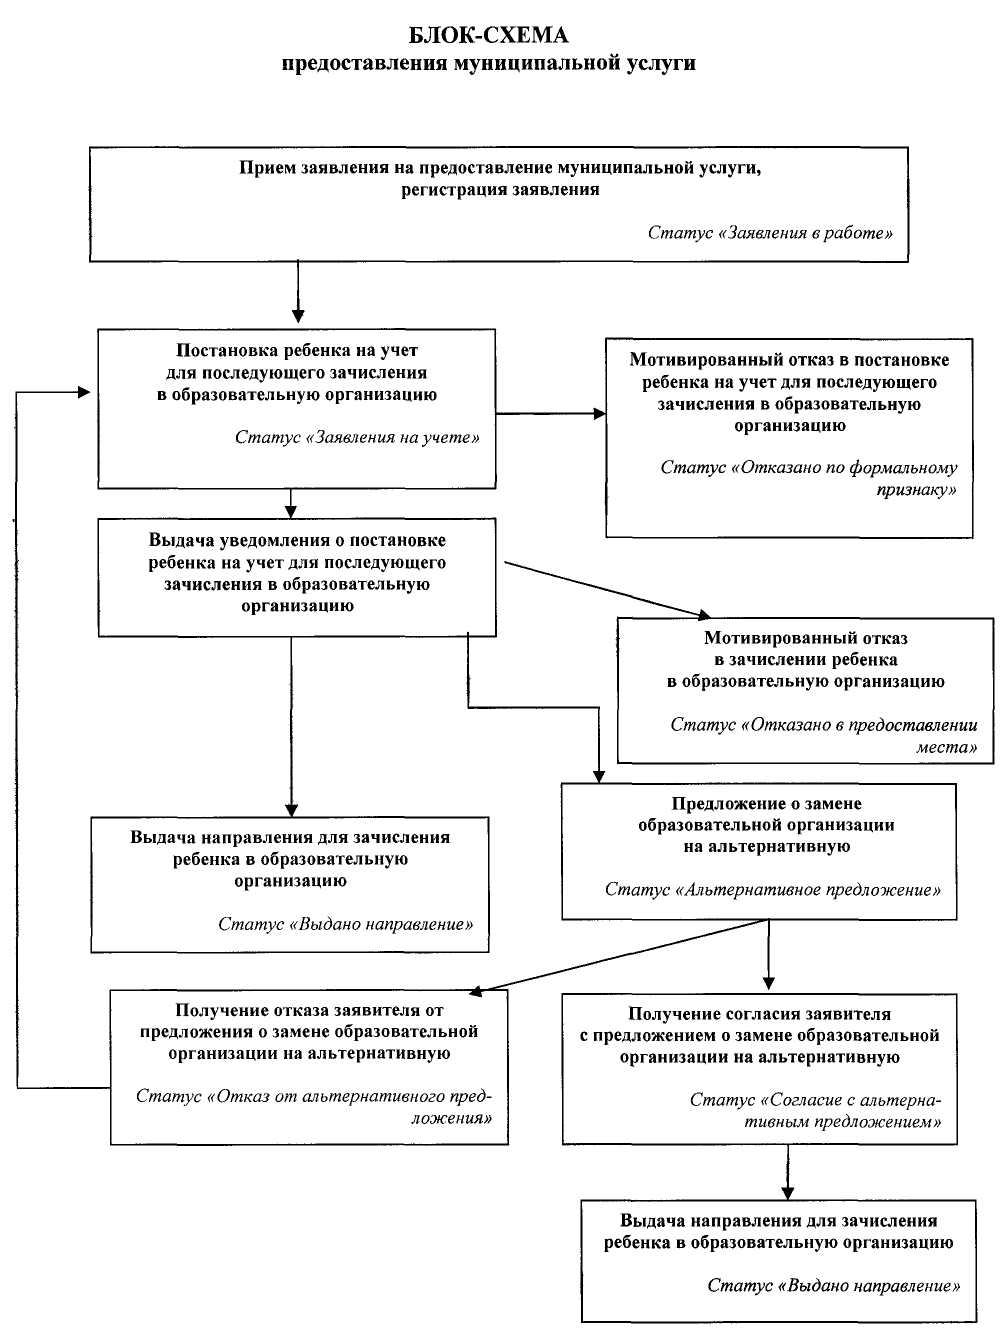 БЛОК-СХЕМА
предоставления муниципальной услуги
Прием заявления на предоставление муниципальной услуги,
регистрация заявления
Статус «Заявления в работе»
Постановка ребенка на учет
для последующего зачисления
в образовательную организацию
Статус «Заявления на учете»
Мотивированный отказ в постановке
ребенка на учет для последующего
зачисления в образовательную
организацию
Статус «Отказано по формальному
признаку»
Выдача уведомления о постановке
ребенка на учет для последующего
зачисления в образовательную
организацию
Мотивированный отказ
в зачислении ребенка
в образовательную организацию
Статус «Отказано в предоставлении
места»
Предложение о замене
образовательной организации
на альтернативную
Статус «Альтернативное предложение»
Выдача направления для зачисления
ребенка в образовательную
организацию
Статус «Выдано направление»
Получение отказа заявителя от
предложения о замене образовательной
организации на альтернативную
Статус «Отказ от альтернативного пред-
ложения»
Получение согласия заявителя
с предложением о замене образовательной
организации на альтернативную
Статус «Согласие с альтерна-
тивным предложением»
Выдача направления для зачисления
ребенка в образовательную организацию
Статус «Выдано направление»